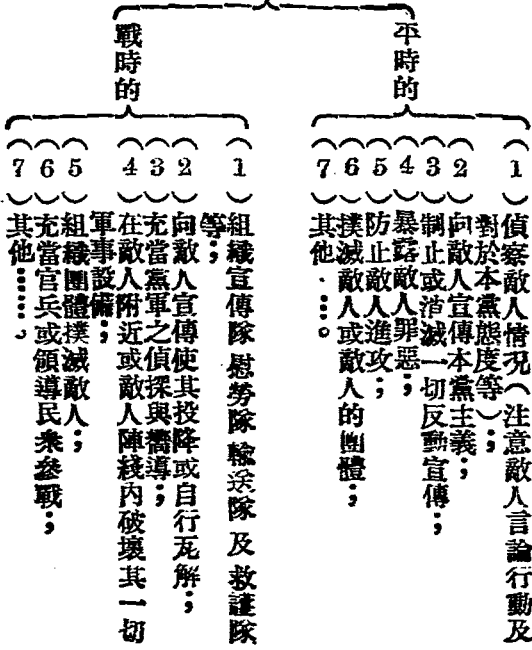 平時的
（1）偵察敵人情況（注意敵人言論行動及
對於本黨態度等）；
（2）向敵人宣傳本黨主義；
（3）制止或消滅一切反動宣傳；
（4）暴露敵人罪惡；
（5）防止敵人進攻；
（6）撲滅敵人或敵人的團體；
（7）其他……。
戰時的
（1）組織宣傳隊慰勞隊輸送隊及救護隊
等；
（2）向敵人宣傳使其投降或自行瓦解；
（3）充當黨軍之偵探與嚮導；
（4）在敵人附近或敵人陣綫內破壞其一切
軍事設備；
（5）組織團體撲滅敵人；
（6）充當官兵或領導民衆參戰；
（7）其他……。